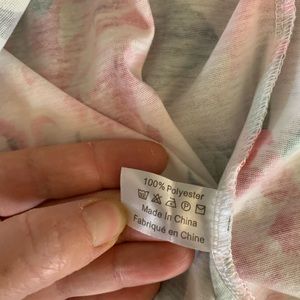 100% Polyester
Made In China
Fabriqué en Chine